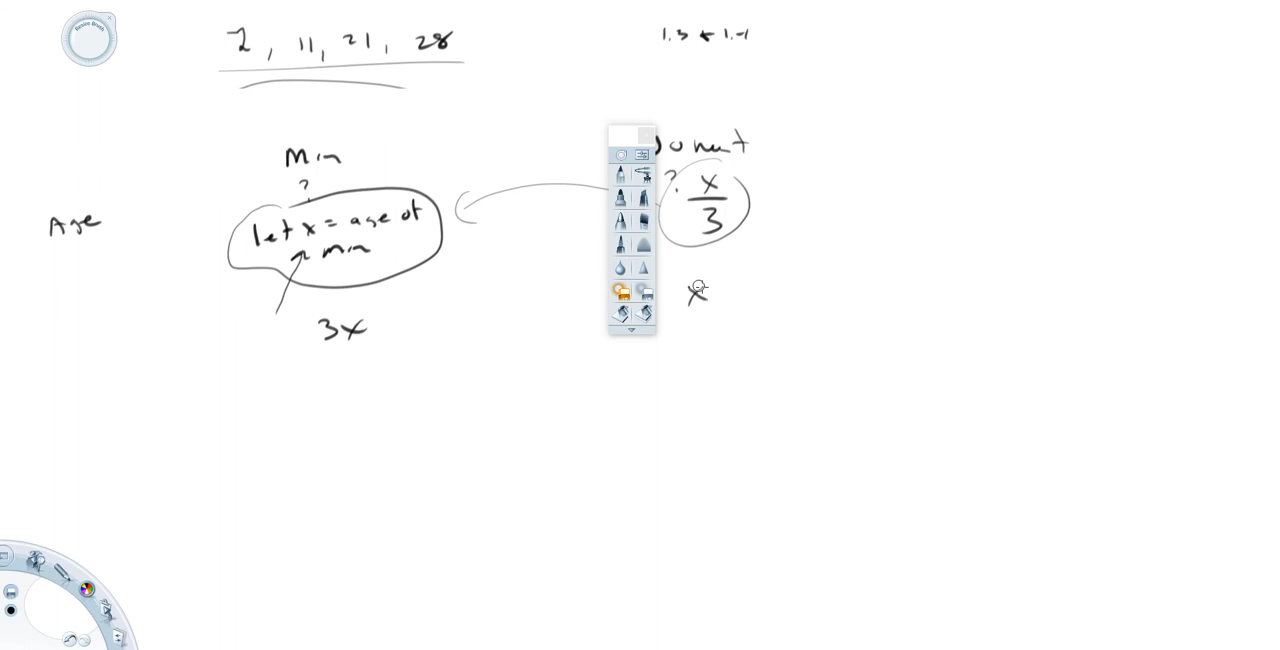 2, 11, 21, 28
Min
?
? x/3
Age
let x = age of
min
3x
x